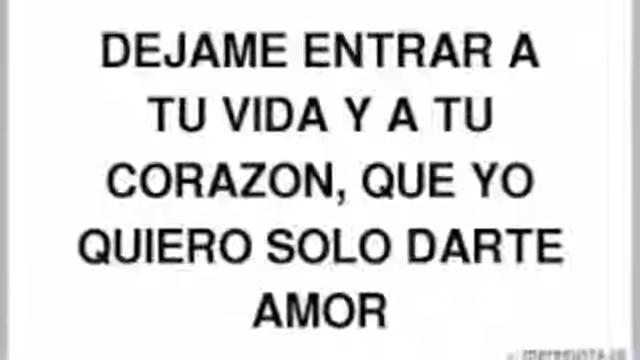 DEJAME ENTRAR A
TU VIDA Y A TU
CORAZON, QUE YO
QUIERO SOLO DARTE
AMOR